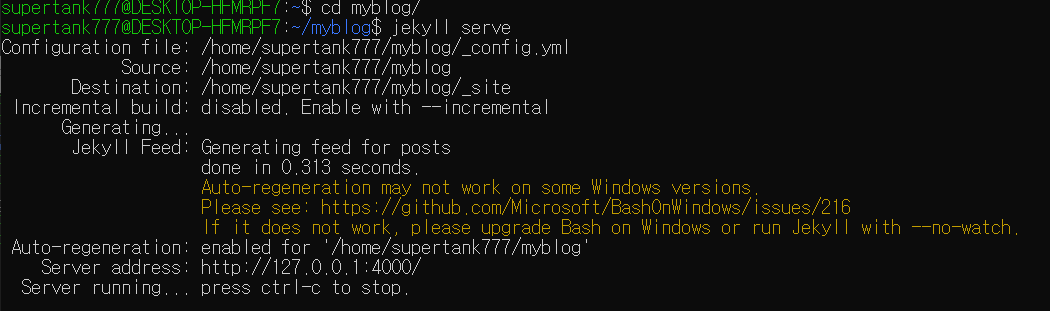 supertank777@DESKTOP-HFMRPF7:~$ cd myblog/
supertank777@DESKTOP-HFMRPF7:~/myblog$ jekyll serve
Configuration file: /home/supertank777/myblog/_config.yml
Source: /home/supertank777/myblog
Destination: /home/supertank777/myblog/_site
Incremental build: disabled. Enable with --incremental
Generating...
Jekyll Feed: Generating feed for posts
done in 0.313 seconds.
Auto-regeneration may not work on some Windows versions.
Please see: https://github.com/Microsoft/BashOnWindows/issues/216
If it does not work, please upgrade Bash on Windows or run Jekyll with --no-watch.
Auto-regeneration: enabled for '/home/supertank777/myblog'
Server address: http://127.0.0.1:4000/
Server running... press ctrl-c to stop.